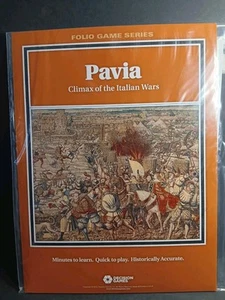 FOLIO GAME SERIES
Pavia
Climax of the Italian Wars
Minutes to learn. Quick to play. Historically Accurate.
DECISION
GAMES